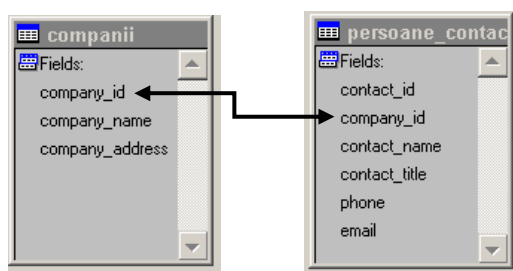 companii
Fields:
company_id
company_name
company_address
persoane_contac
Fields:
contact_id
company_id
contact_name
contact_title
phone
email